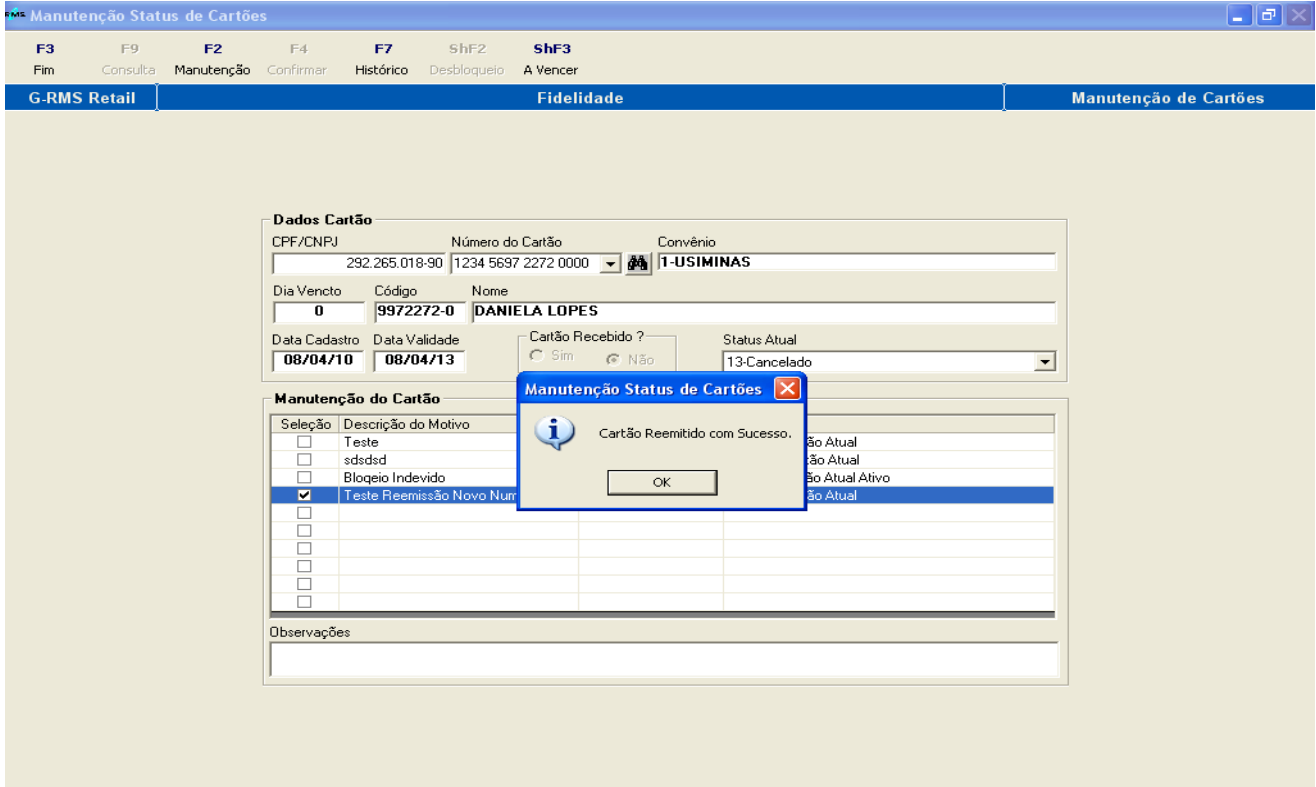 RMS Manutenção Status de Cartões
F3 F9 F2 F4 F7 ShF2 ShF3
Fim Consulta Manutenção Confirmar Histórico Desbloqueio A Vencer
G-RMS Retail Fidelidade Manutenção de Cartões
Dados Cartão
CPF/CNPJ Número do Cartão Convênio
292.265.018-90 1234 5697 2272 0000 1-USIMINAS
Dia Vencto Código Nome
0 9972272-0 DANIELA LOPES
Data Cadastro Data Validade Cartão Recebido ? Status Atual
08/04/10 08/04/13 Sim Não 13-Cancelado
Manutenção do Cartão
Manutenção Status de Cartões
Cartão Reemitido com Sucesso.
OK
Seleção Descrição do Motivo
Teste ão Atual
sdsdsd ão Atual
Bloqeio Indevido ão Atual Ativo
Teste Reemissão Novo Num ão Atual
Observações